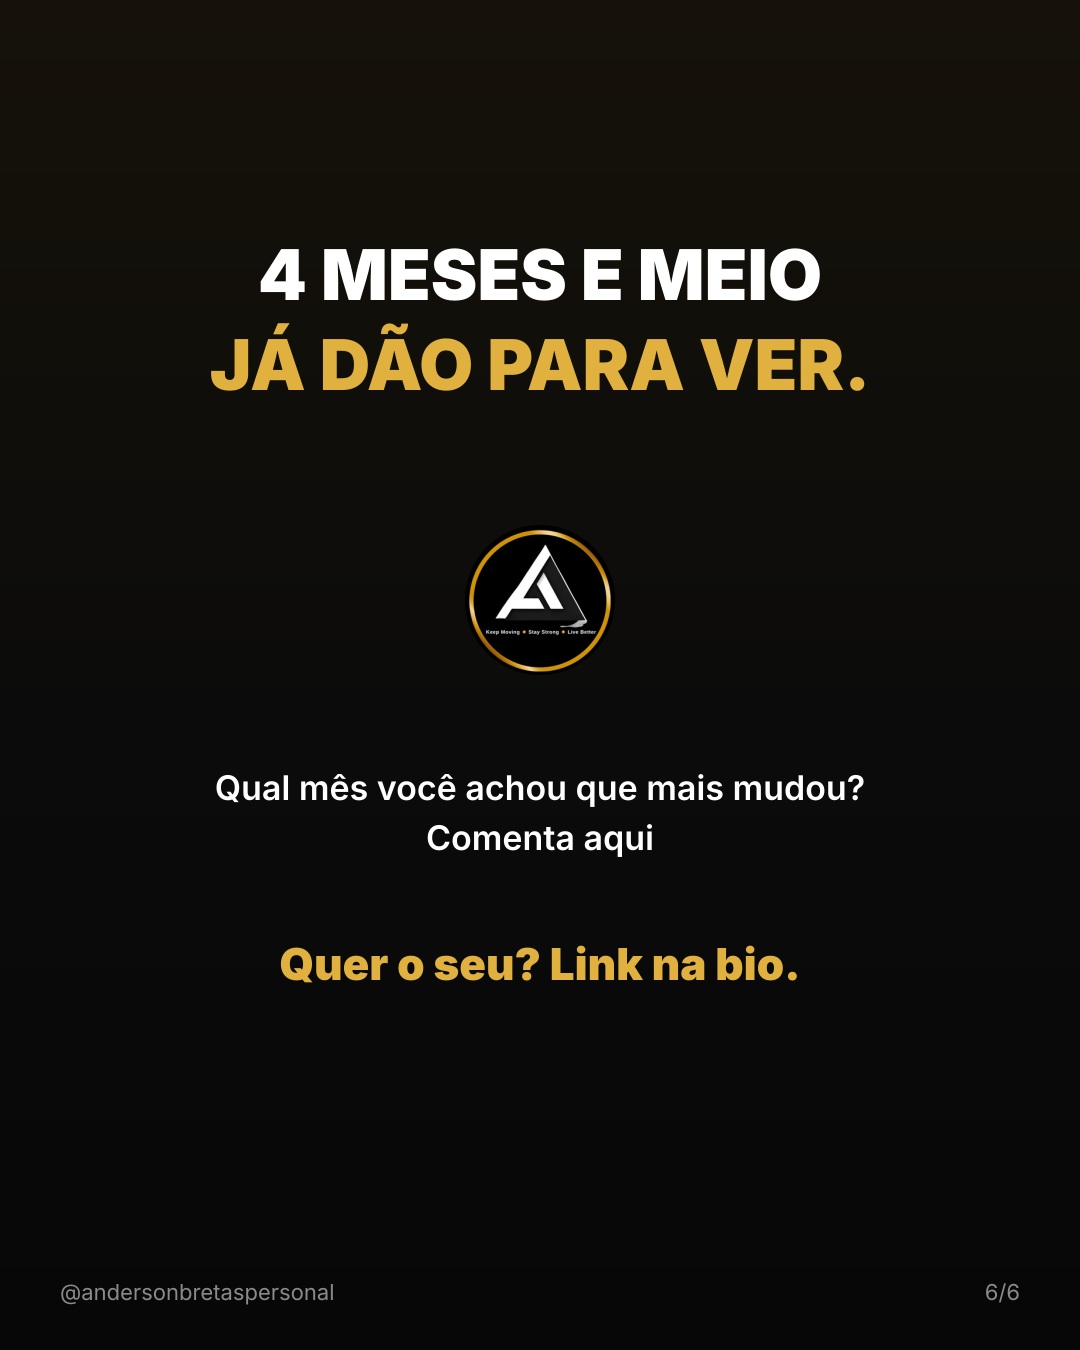 4 MESES E MEIO
JÁ DÃO PARA VER.
Keep Moving • Stay Strong • Live Better
Qual mês você achou que mais mudou?
Comenta aqui
Quer o seu? Link na bio.
@andersonbretaspersonal
6/6